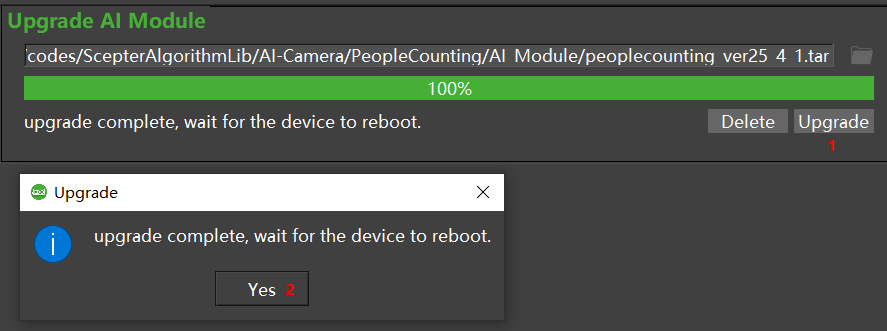 Upgrade AI Module
codes/ScepterAlgorithmLib/AI-Camera/PeopleCounting/AI_Module/peoplecounting_ver25_4_1.tar
100%
upgrade complete, wait for the device to reboot.
Delete Upgrade
1
Upgrade
upgrade complete, wait for the device to reboot.
Yes 2